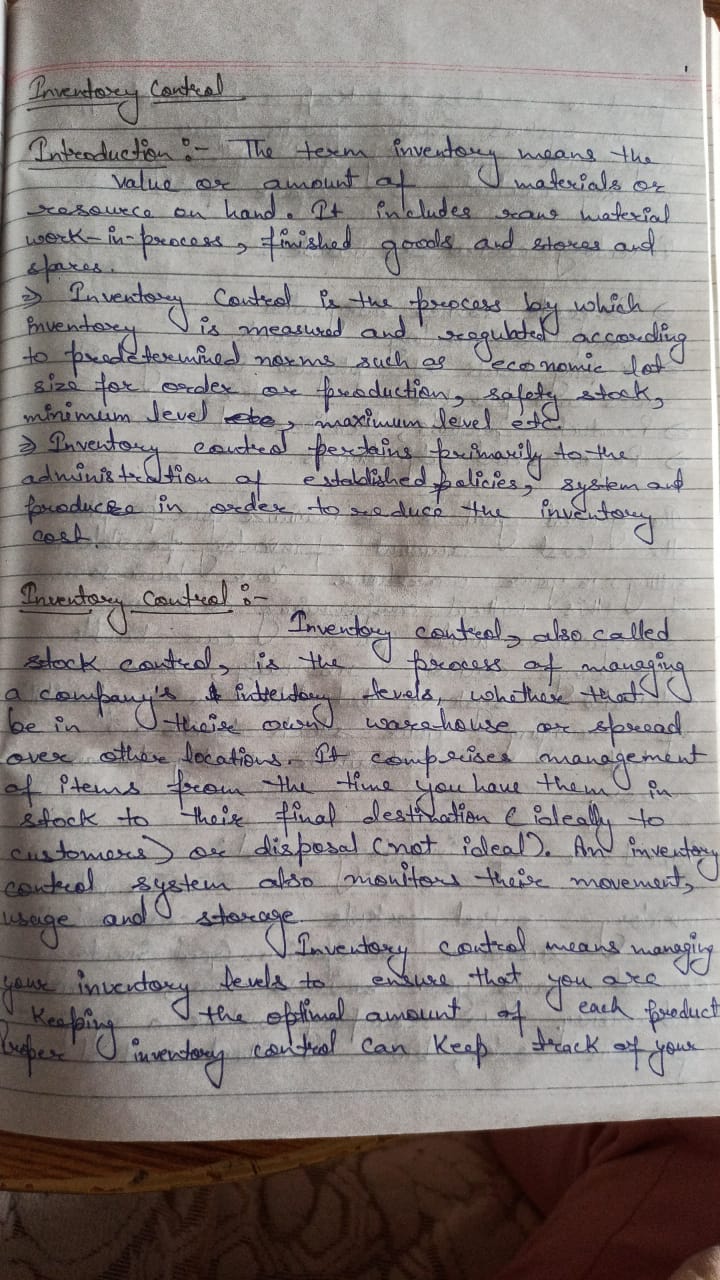 Inventory Control
Introduction :- The term inventory means the
value or amount of materials or
resource on hand. It includes raw material
work-in-process, finished goods and stores and
spares.
⇒ Inventory Control is the process by which
inventory is measured and regulated according
to predetermined norms such as economic lot
size for order or production, safety stock,
minimum level, maximum level etc.
⇒ Inventory control pertains primarily to the
administration of established policies, system and
produces in order to reduce the inventory
cost.
Inventory Control :-
Inventory control, also called
stock control, is the process of managing
a company's inventory levels, whether that
be in their own warehouse or spread
over other locations. It comprises management
of items from the time you have them in
stock to their final destination (ideally to
customers) or disposal (not ideal). An inventory
control system also monitors their movement,
usage and storage
Inventory control means managing
your inventory levels to ensure that you are
Keeping the optimal amount of each product
Proper inventory control can Keep track of your